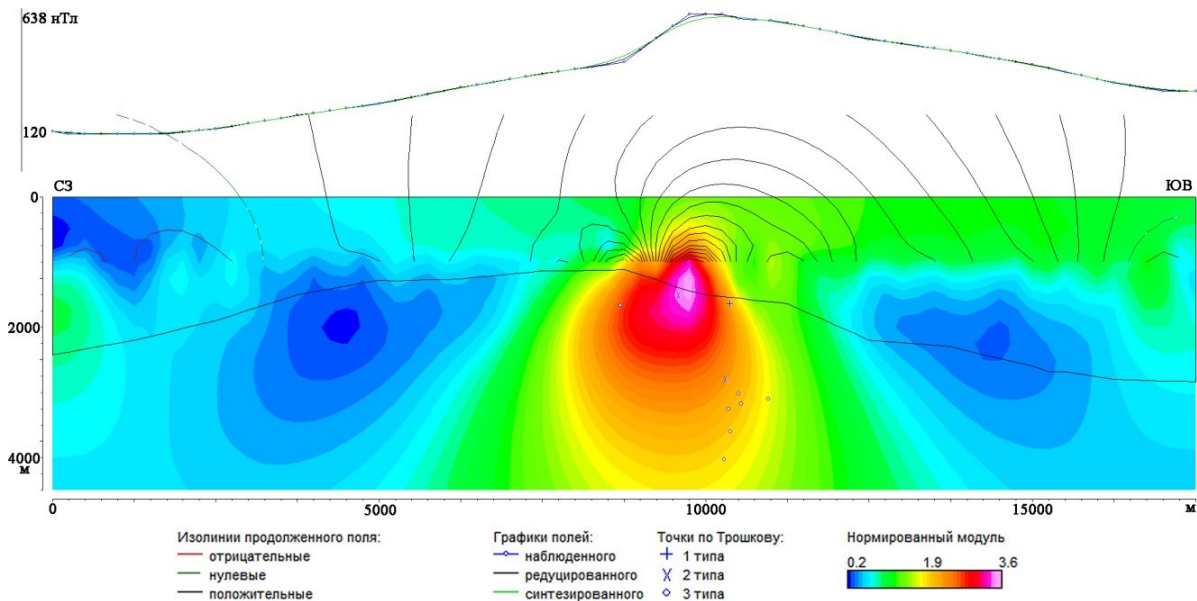 638 нТл
120
СЗ
ЮВ
0
2000
4000
м
0
5000
10000
15000
м
Изолинии продолженного поля:
отрицательные
нулевые
положительные
Графики полей:
наблюденного
редуцированного
синтезированного
Точки по Трошкову:
1 типа
2 типа
3 типа
Нормированный модуль
0.2
1.9
3.6